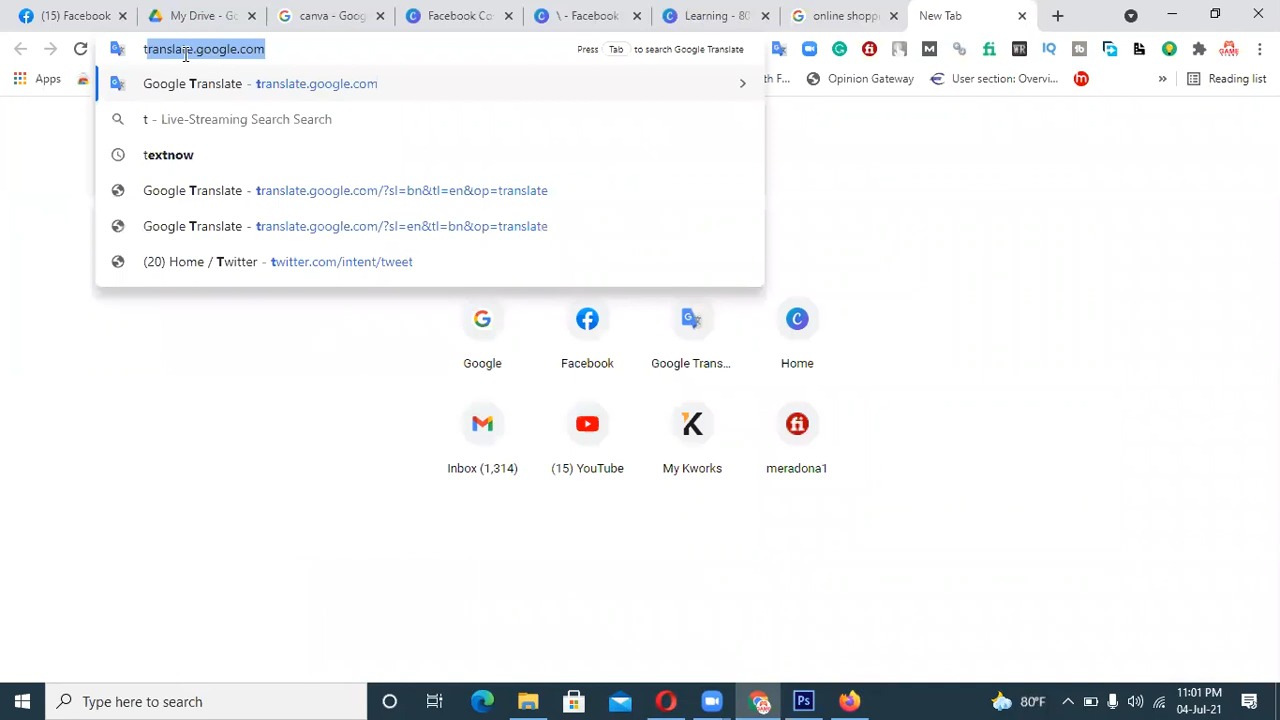 (15) Facebook
My Drive - Go
canva - Goog
Facebook Co
\ - Facebook
Learning - 80
online shopp
New Tab
translate.google.com
Press Tab to search Google Translate
Apps
Opinion Gateway
User section: Overvi
»
Reading list
Google Translate - translate.google.com
t - Live-Streaming Search Search
textnow
Google Translate - translate.google.com/?sl=bn&tl=en&op=translate
Google Translate - translate.google.com/?sl=en&tl=bn&op=translate
(20) Home / Twitter - twitter.com/intent/tweet
Google
Facebook
Google Trans...
Home
Inbox (1,314)
(15) YouTube
My Kworks
meradona1
Type here to search
80°F
11:01 PM
04-Jul-21